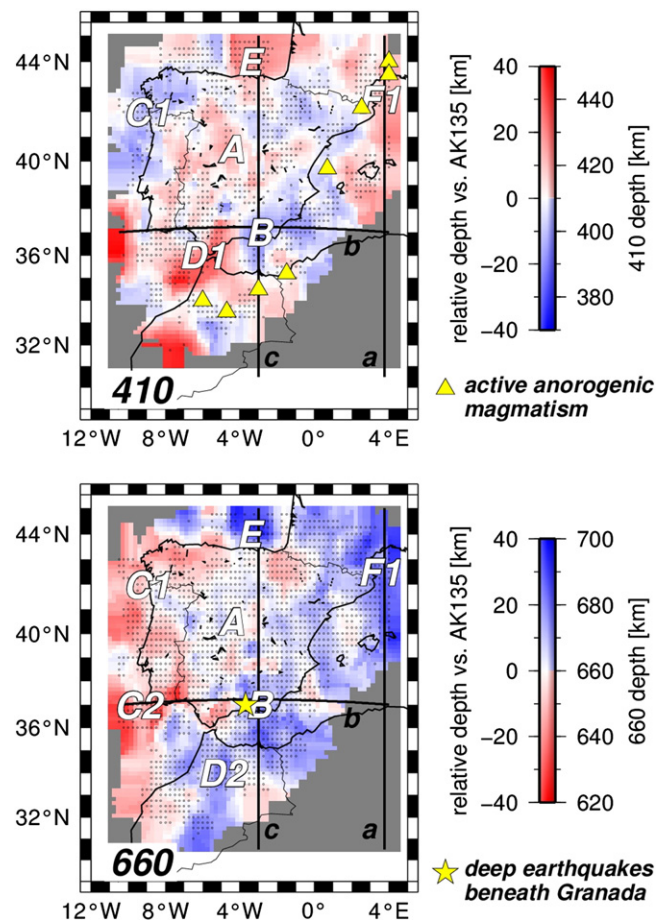 44°N
40°N
36°N
32°N
12°W
8°W
4°W
0°
4°E
E
C1
F1
A
B
D1
b
c
a
410
40
20
0
−20
−40
relative depth vs. AK135 [km]
440
420
400
380
410 depth [km]
active anorogenic
magmatism
44°N
40°N
36°N
32°N
12°W
8°W
4°W
0°
4°E
E
C1
F1
A
C2
B
D2
b
c
a
660
40
20
0
−20
−40
relative depth vs. AK135 [km]
700
680
660
640
620
660 depth [km]
deep earthquakes
beneath Granada